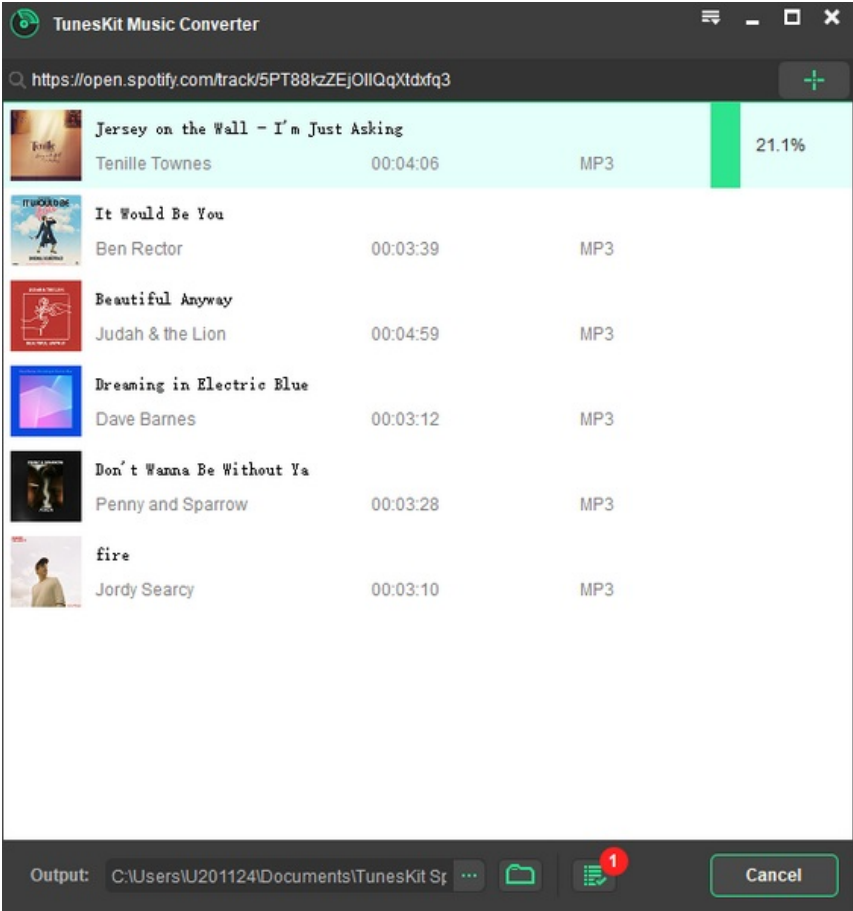 TunesKit Music Converter
https://open.spotify.com/track/5PT88kzZEjOIlQqXtdxfq3
Jersey on the Wall - I'm Just Asking
Tenille Townes 00:04:06 MP3
21.1%
Tenille
IT WOULD BE
It Would Be You
Ben Rector 00:03:39 MP3
Beautiful Anyway
Judah & the Lion 00:04:59 MP3
Dreaming in Electric Blue
Dave Barnes 00:03:12 MP3
Don't Wanna Be Without Ya
Penny and Sparrow 00:03:28 MP3
fire
Jordy Searcy 00:03:10 MP3
Output: C:\Users\U201124\Documents\TunesKit Sp ...
1
Cancel